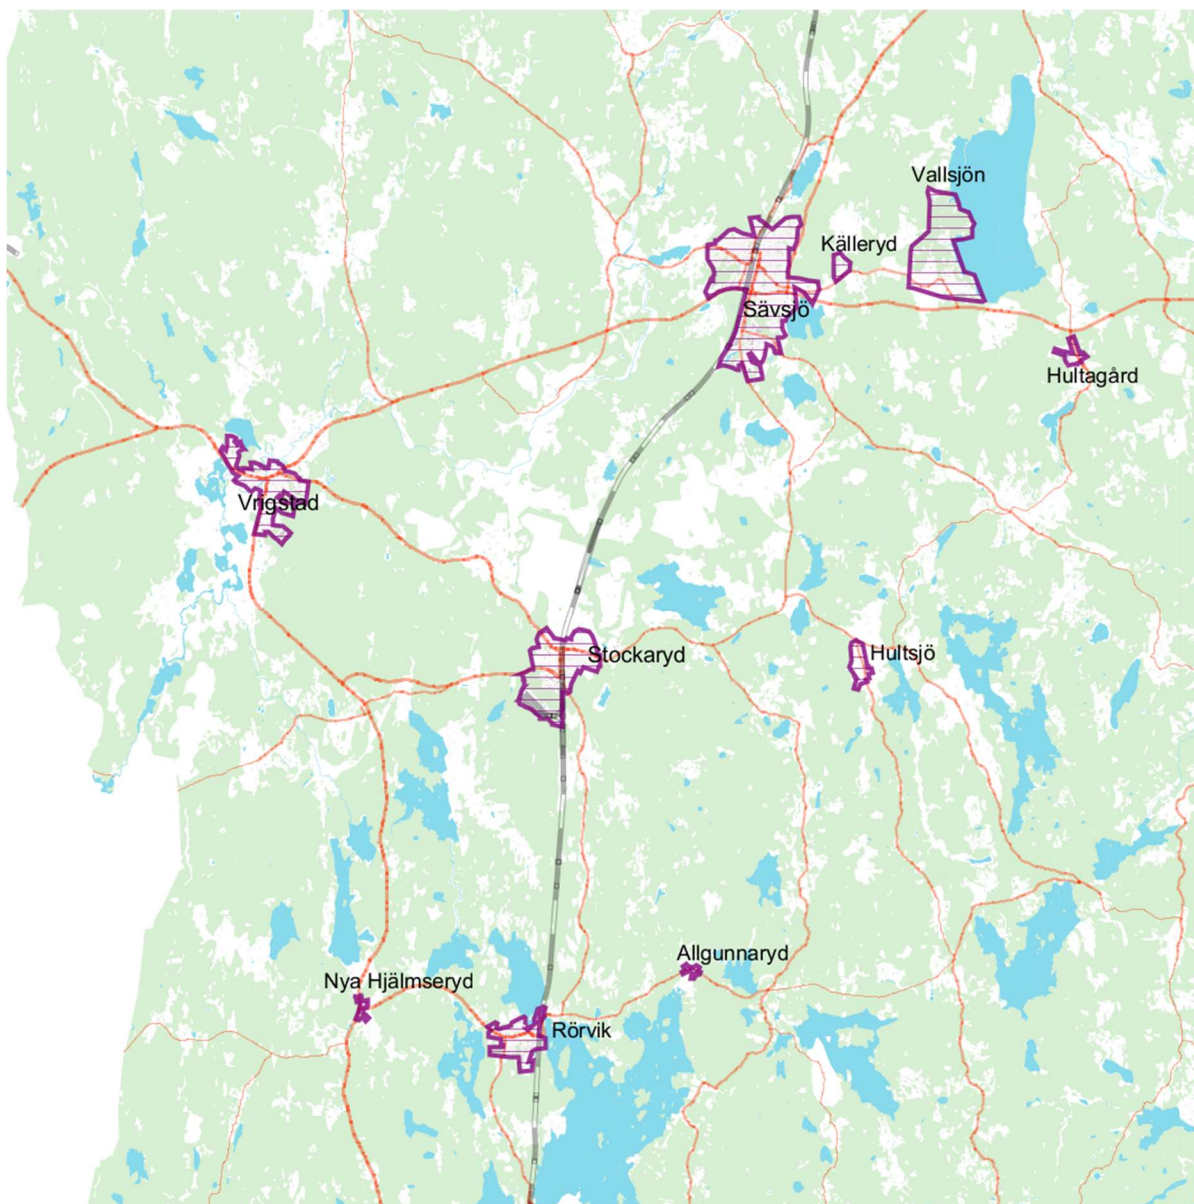 Vallsjön
Källeryd
Sävsjö
Hultagård
Vrigstad
Stockaryd
Hultsjö
Allgunnaryd
Nya Hjälmseryd
Rörvik